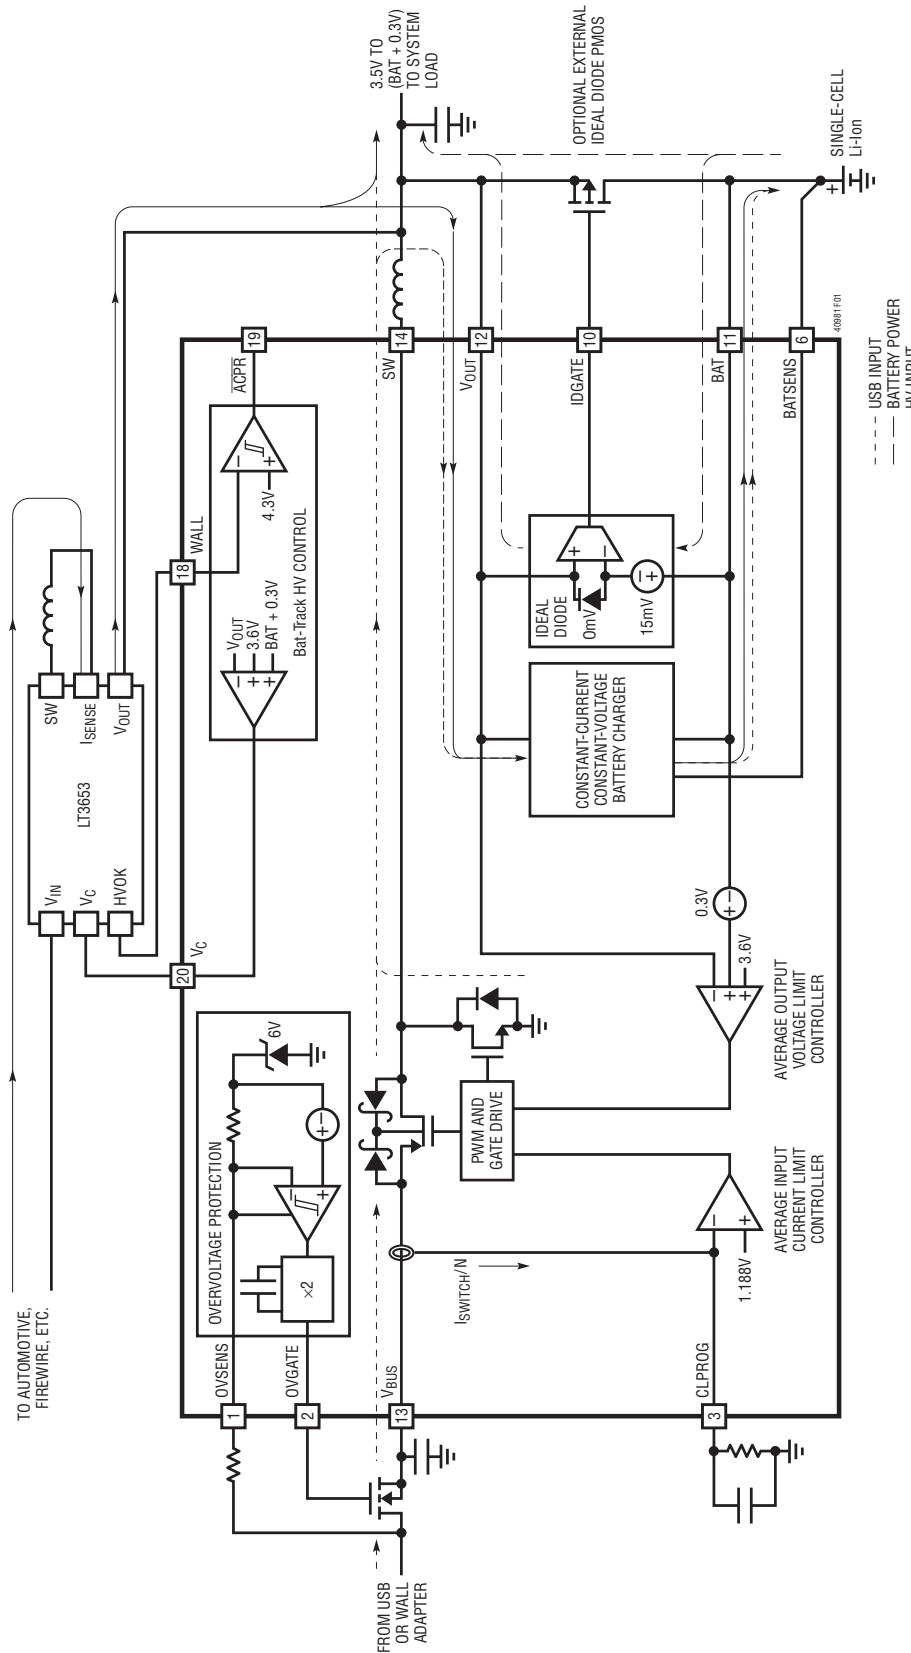 TO AUTOMOTIVE,
FIREWIRE, ETC.
VIN
VC
HVOK
LT3653
SW
ISENSE
VOUT
FROM USB
OR WALL
ADAPTER
1
OVSENS
2
OVGATE
13
VBUS
3
CLPROG
OVERVOLTAGE PROTECTION
×2
–
+
+ –
6V
20
VC
18
WALL
VOUT
3.6V
BAT + 0.3V
–
+
+
4.3V
–
+
Bat-Track HV CONTROL
19
ACPR
SW
14
3.5V TO
(BAT + 0.3V)
TO SYSTEM
LOAD
ISWITCH/N
PWM AND
GATE DRIVE
1.188V
–
+
AVERAGE INPUT
CURRENT LIMIT
CONTROLLER
–
+
+
3.6V
0.3V
+ –
AVERAGE OUTPUT
VOLTAGE LIMIT
CONTROLLER
CONSTANT-CURRENT
CONSTANT-VOLTAGE
BATTERY CHARGER
IDEAL
DIODE
0mV
+
–
15mV
– +
VOUT
12
IDGATE
10
BAT
11
BATSENS
6
OPTIONAL EXTERNAL
IDEAL DIODE PMOS
+
SINGLE-CELL
Li-Ion
40981 F01
USB INPUT
BATTERY POWER
HV INPUT